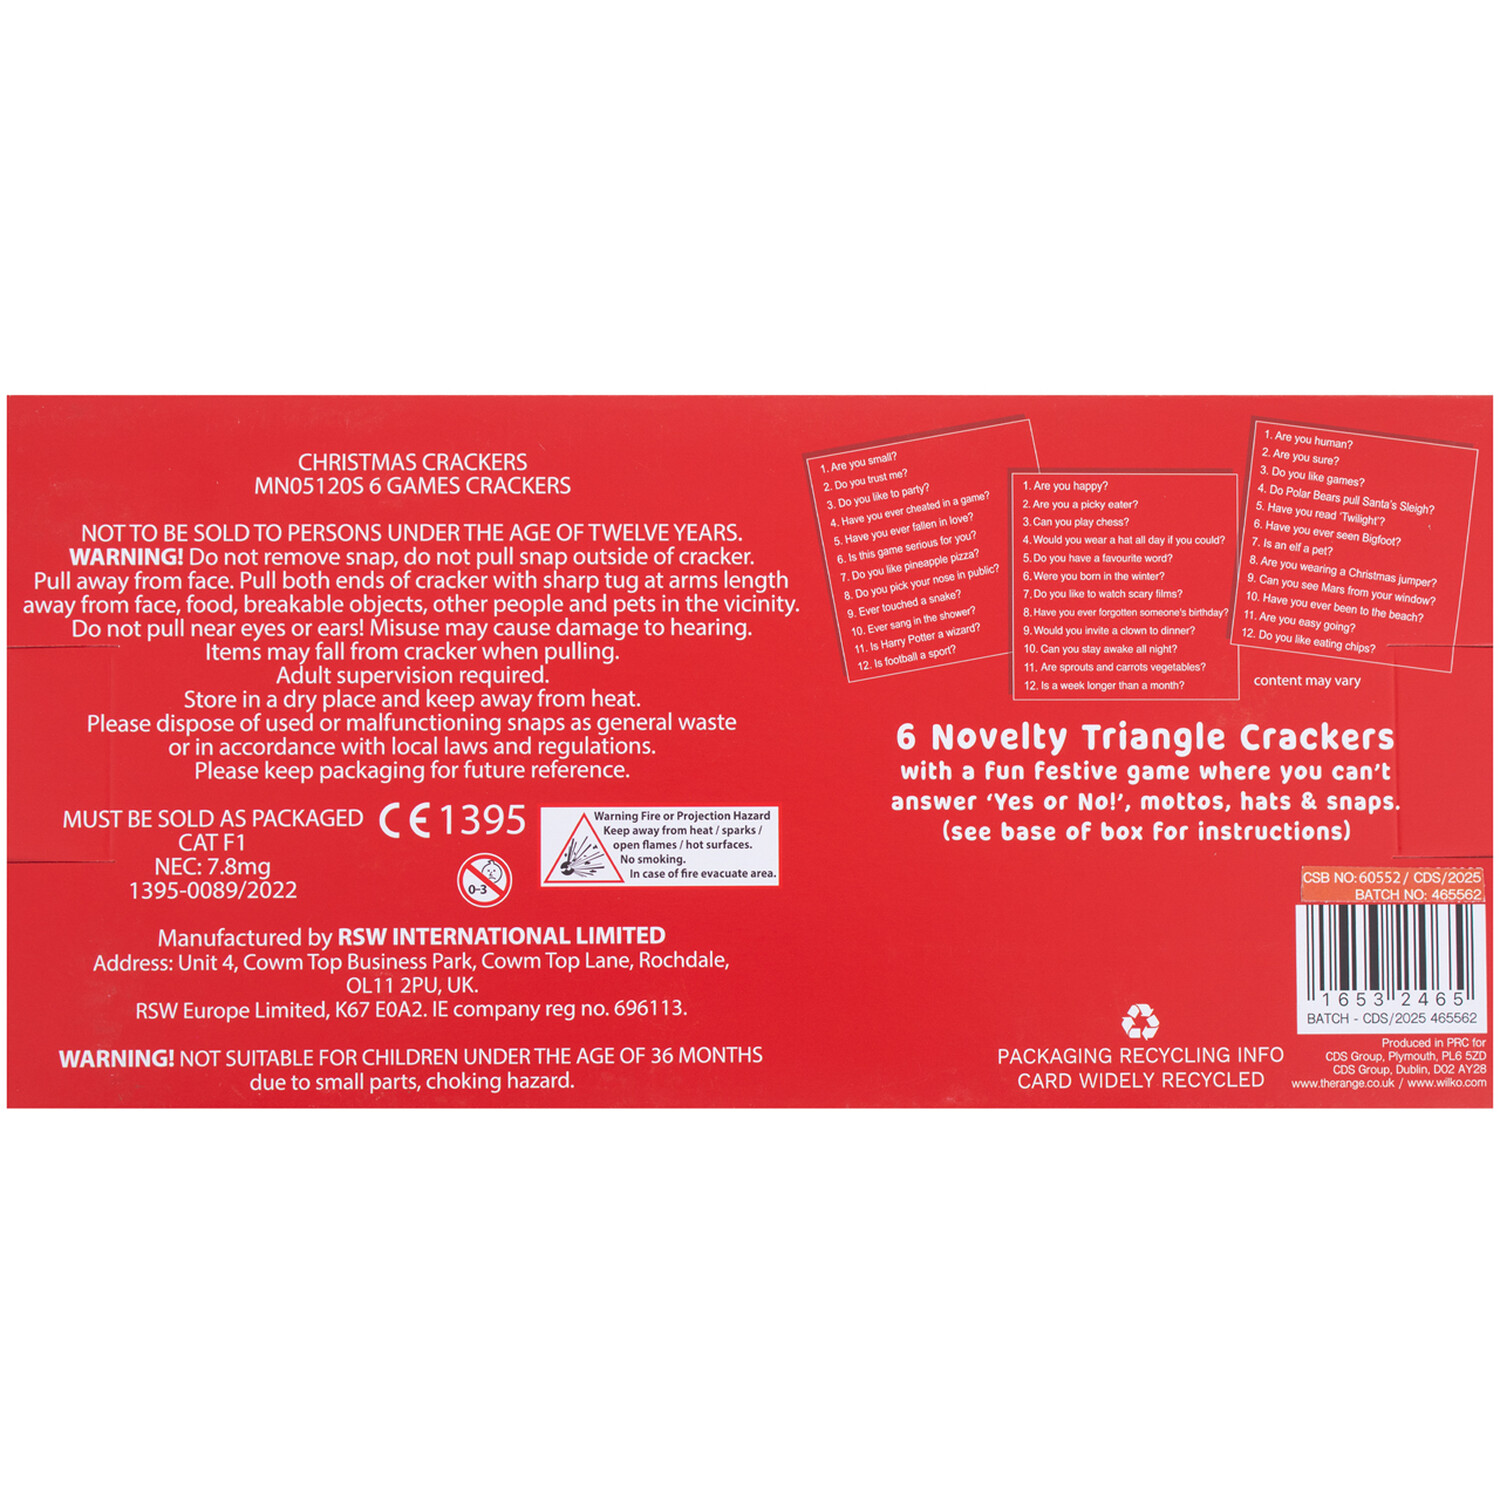 CHRISTMAS CRACKERS
MN05120S 6 GAMES CRACKERS
NOT TO BE SOLD TO PERSONS UNDER THE AGE OF TWELVE YEARS.
WARNING! Do not remove snap, do not pull snap outside of cracker.
Pull away from face. Pull both ends of cracker with sharp tug at arms length
away from face, food, breakable objects, other people and pets in the vicinity.
Do not pull near eyes or ears! Misuse may cause damage to hearing.
Items may fall from cracker when pulling.
Adult supervision required.
Store in a dry place and keep away from heat.
Please dispose of used or malfunctioning snaps as general waste
or in accordance with local laws and regulations.
Please keep packaging for future reference.
MUST BE SOLD AS PACKAGED
CAT F1
NEC: 7.8mg
1395-0089/2022
CE 1395
0-3
Warning Fire or Projection Hazard
Keep away from heat / sparks /
open flames / hot surfaces.
No smoking.
In case of fire evacuate area.
Manufactured by RSW INTERNATIONAL LIMITED
Address: Unit 4, Cowm Top Business Park, Cowm Top Lane, Rochdale,
OL11 2PU, UK.
RSW Europe Limited, K67 E0A2. IE company reg no. 696113.
WARNING! NOT SUITABLE FOR CHILDREN UNDER THE AGE OF 36 MONTHS
due to small parts, choking hazard.
1. Are you small?
2. Do you trust me?
3. Do you like to party?
4. Have you ever cheated in a game?
5. Have you ever fallen in love?
6. Is this game serious for you?
7. Do you like pineapple pizza?
8. Do you pick your nose in public?
9. Ever touched a snake?
10. Ever sang in the shower?
11. Is Harry Potter a wizard?
12. Is football a sport?
1. Are you happy?
2. Are you a picky eater?
3. Can you play chess?
4. Would you wear a hat all day if you could?
5. Do you have a favourite word?
6. Were you born in the winter?
7. Do you like to watch scary films?
8. Have you ever forgotten someone's birthday?
9. Would you invite a clown to dinner?
10. Can you stay awake all night?
11. Are sprouts and carrots vegetables?
12. Is a week longer than a month?
1. Are you human?
2. Are you sure?
3. Do you like games?
4. Do Polar Bears pull Santa's Sleigh?
5. Have you read 'Twilight'?
6. Have you ever seen Bigfoot?
7. Is an elf a pet?
8. Are you wearing a Christmas jumper?
9. Can you see Mars from your window?
10. Have you ever been to the beach?
11. Are you easy going?
12. Do you like eating chips?
content may vary
6 Novelty Triangle Crackers
with a fun festive game where you can't
answer 'Yes or No!', mottos, hats & snaps.
(see base of box for instructions)
CSB NO: 60552 / CDS/2025
BATCH NO: 465562
16532465
BATCH - CDS/2025 465562
Produced in PRC for
CDS Group, Plymouth, PL6 5ZD
CDS Group, Dublin, D02 AY28
www.therange.co.uk / www.wilko.com
PACKAGING RECYCLING INFO
CARD WIDELY RECYCLED